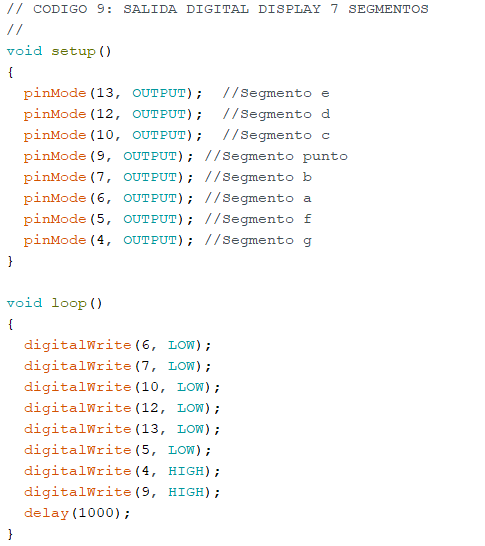 // CODIGO 9: SALIDA DIGITAL DISPLAY 7 SEGMENTOS
//
void setup()
{
  pinMode(13, OUTPUT);  //Segmento e
  pinMode(12, OUTPUT);  //Segmento d
  pinMode(10, OUTPUT);  //Segmento c
  pinMode(9, OUTPUT); //Segmento punto
  pinMode(7, OUTPUT); //Segmento b
  pinMode(6, OUTPUT); //Segmento a
  pinMode(5, OUTPUT); //Segmento f
  pinMode(4, OUTPUT); //Segmento g
}

void loop()
{
  digitalWrite(6, LOW);
  digitalWrite(7, LOW);
  digitalWrite(10, LOW);
  digitalWrite(12, LOW);
  digitalWrite(13, LOW);
  digitalWrite(5, LOW);
  digitalWrite(4, HIGH);
  digitalWrite(9, HIGH);
  delay(1000);
}